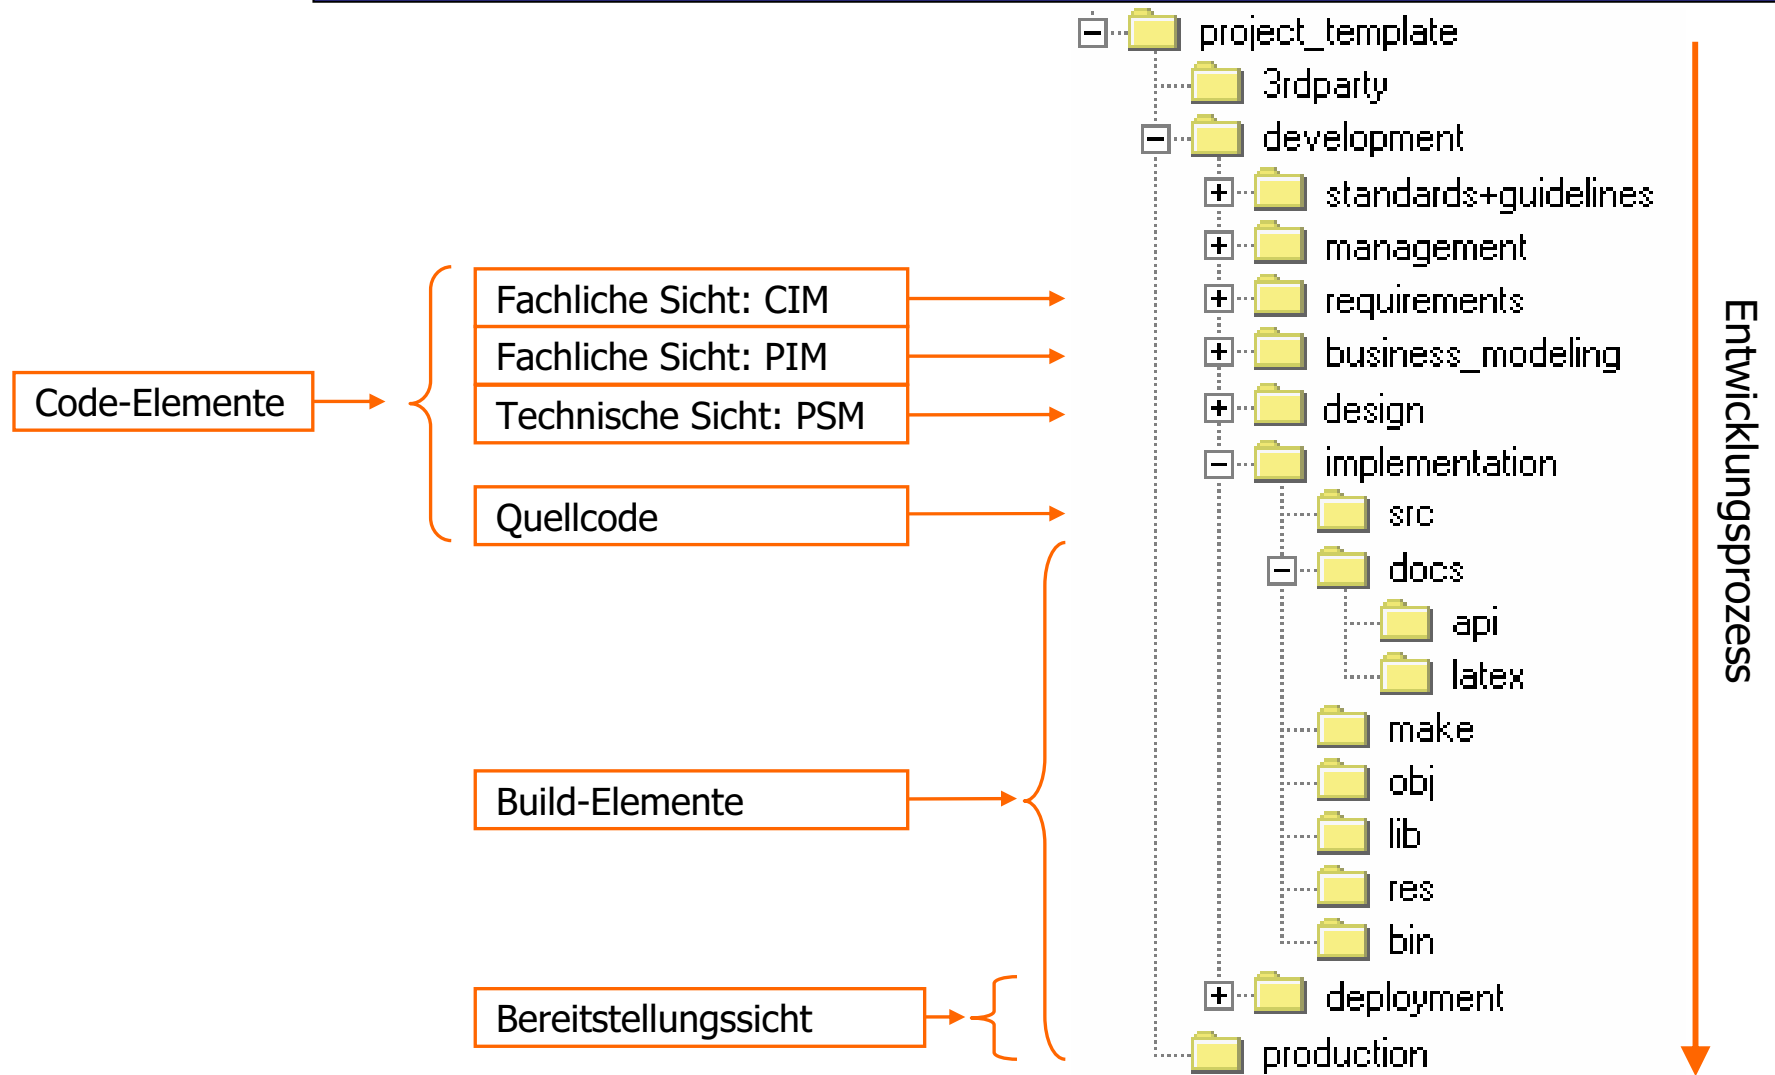 project_template
3rdparty
development
standards+guidelines
management
Fachliche Sicht: CIM
requirements
Fachliche Sicht: PIM
business_modeling
Code-Elemente
Technische Sicht: PSM
design
implementation
Quellcode
src
docs
api
latex
make
Build-Elemente
obj
lib
res
bin
Bereitstellungssicht
deployment
production
Entwicklungsprozess